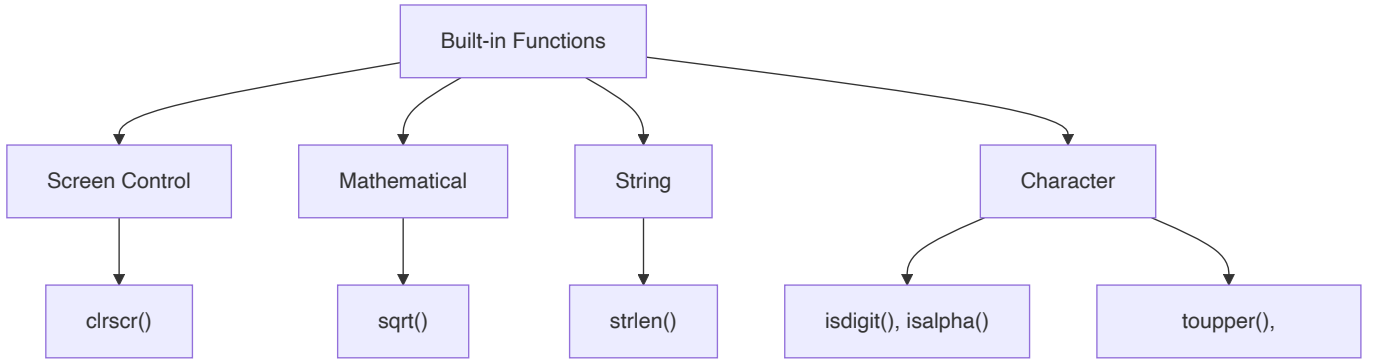 Built-in Functions
Screen Control
Mathematical
String
Character
clrscr()
sqrt()
strlen()
isdigit(), isalpha()
toupper(),